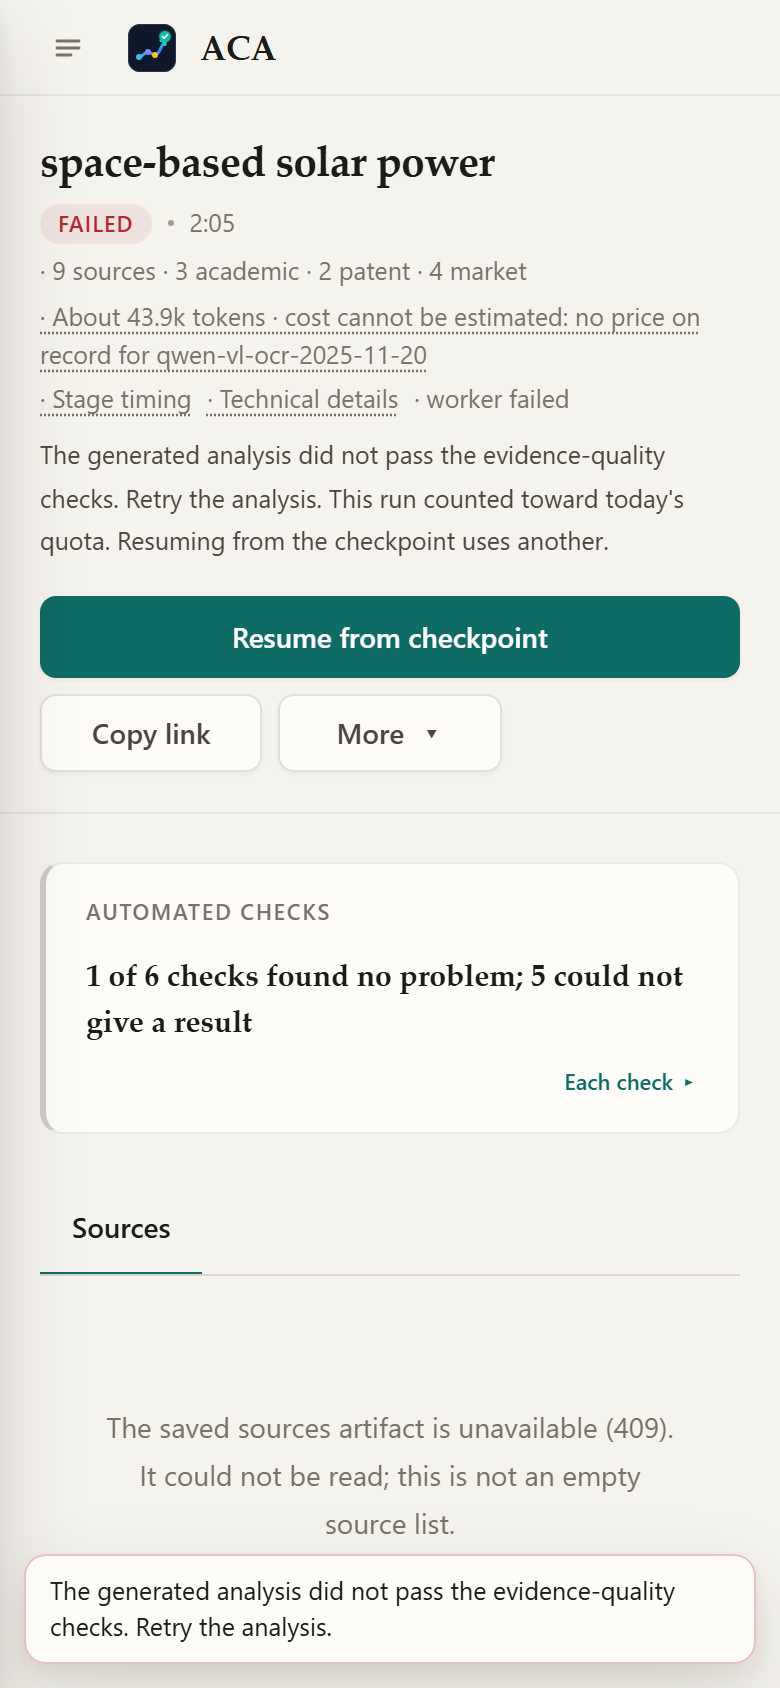 ACA
space-based solar power
FAILED • 2:05
· 9 sources · 3 academic · 2 patent · 4 market
· About 43.9k tokens · cost cannot be estimated: no price on
record for qwen-vl-ocr-2025-11-20
· Stage timing · Technical details · worker failed
The generated analysis did not pass the evidence-quality
checks. Retry the analysis. This run counted toward today's
quota. Resuming from the checkpoint uses another.
Resume from checkpoint
Copy link
More ▼
AUTOMATED CHECKS
1 of 6 checks found no problem; 5 could not
give a result
Each check ▸
Sources
The saved sources artifact is unavailable (409).
It could not be read; this is not an empty
source list.
The generated analysis did not pass the evidence-quality
checks. Retry the analysis.